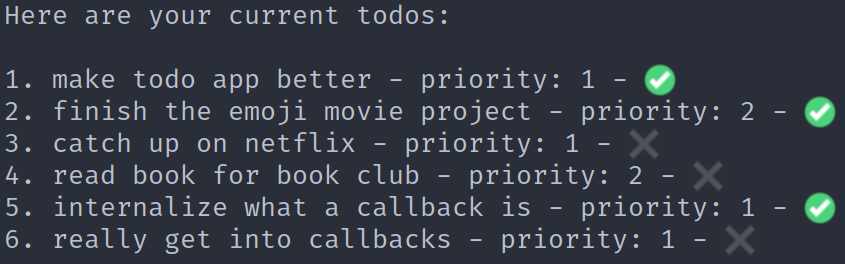 Here are your current todos:
1. make todo app better - priority: 1 - ✅
2. finish the emoji movie project - priority: 2 - ✅
3. catch up on netflix - priority: 1 - ❌
4. read book for book club - priority: 2 - ❌
5. internalize what a callback is - priority: 1 - ✅
6. really get into callbacks - priority: 1 - ❌